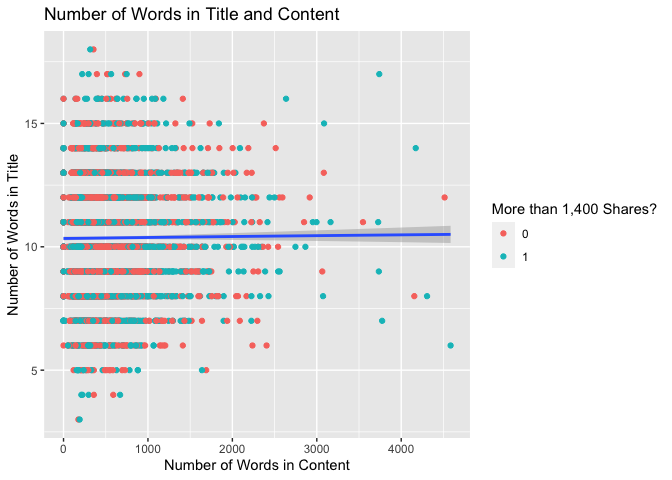 Number of Words in Title and Content
Number of Words in Title
15
10
5
0
1000
2000
3000
4000
Number of Words in Content
More than 1,400 Shares?
0
1